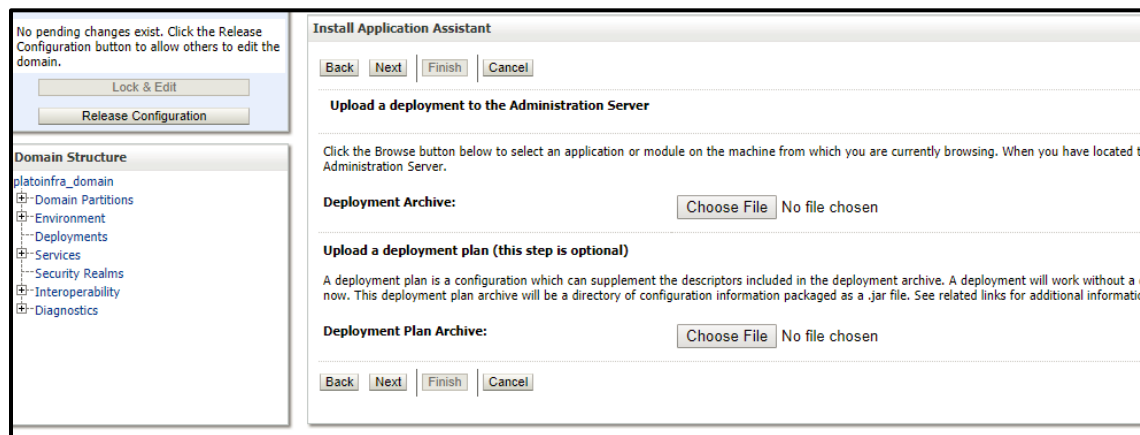 No pending changes exist. Click the Release
Configuration button to allow others to edit the
domain.
Lock & Edit
Release Configuration
Domain Structure
platoinfra_domain
Domain Partitions
Environment
Deployments
Services
Security Realms
Interoperability
Diagnostics
Install Application Assistant
Back Next Finish Cancel
Upload a deployment to the Administration Server
Click the Browse button below to select an application or module on the machine from which you are currently browsing. When you have located
Administration Server.
Deployment Archive: Choose File No file chosen
Upload a deployment plan (this step is optional)
A deployment plan is a configuration which can supplement the descriptors included in the deployment archive. A deployment will work without a
now. This deployment plan archive will be a directory of configuration information packaged as a .jar file. See related links for additional
Deployment Plan Archive: Choose File No file chosen
Back Next Finish Cancel